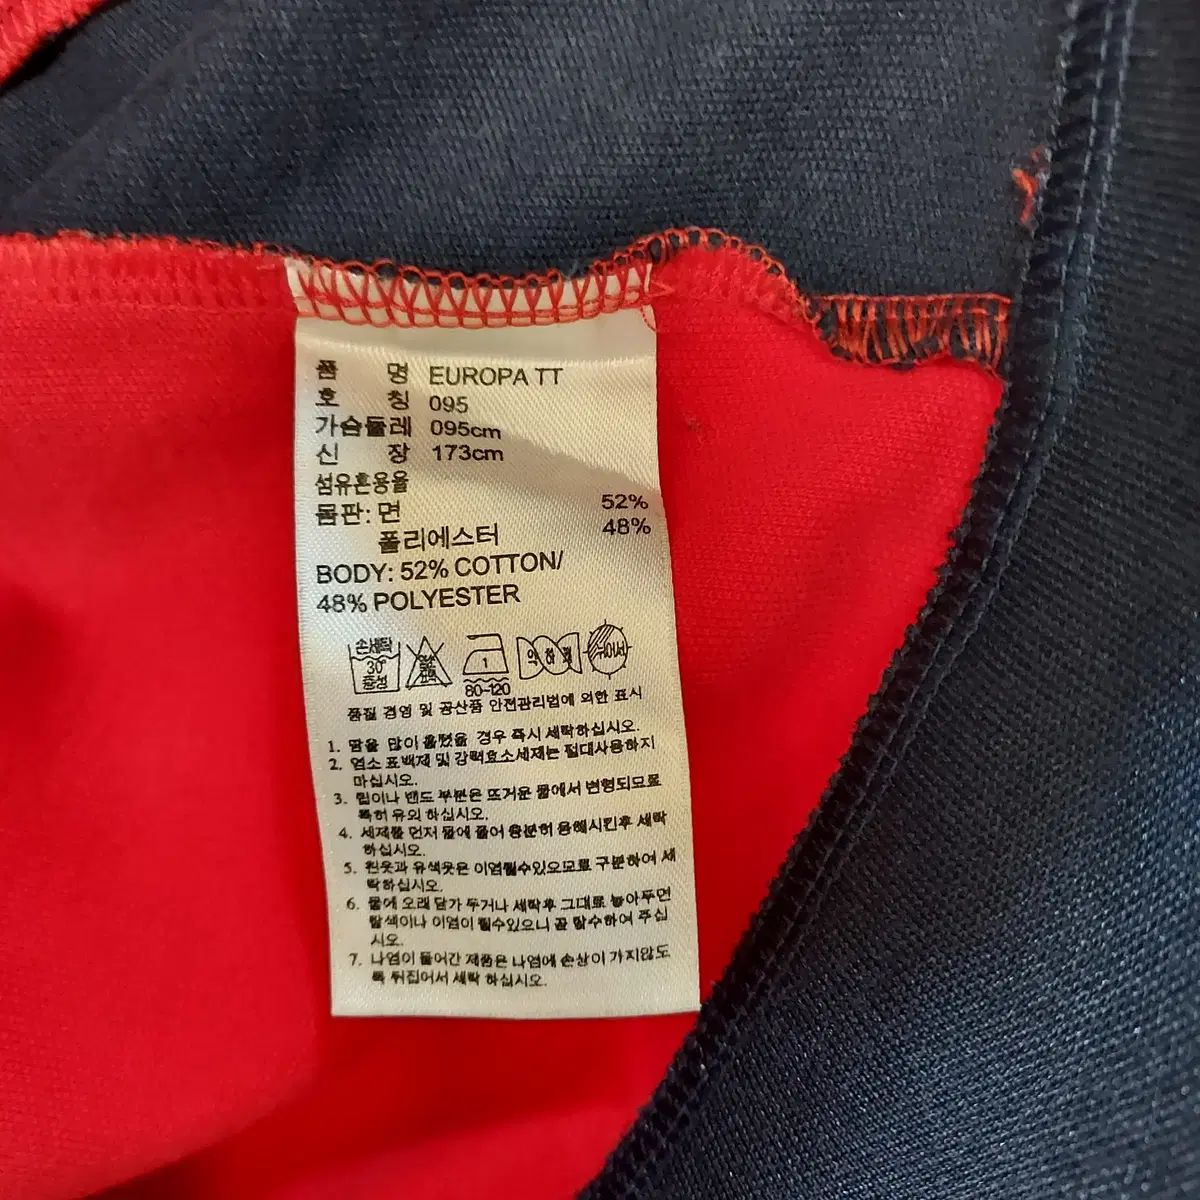 품 명 EUROPA TT
호 칭 095
가슴둘레 095cm
신 장 173cm
섬유혼용율
몸판: 면 52%
폴리에스터 48%
BODY: 52% COTTON/
48% POLYESTER
손세탁
30°
중성
염소
표백
1
80~120
약하게
드라이
품질 경영 및 공산품 안전관리법에 의한 표시
1. 땀을 많이 흘렸을 경우 즉시 세탁하십시오.
2. 염소 표백제 및 강력효소세제는 절대사용하지
마십시오.
3. 립이나 밴드 부분은 뜨거운 물에서 변형되므로
특히 유의 하십시오.
4. 세제를 먼저 물에 풀어 충분히 용해시킨후 세탁
하십시오.
5. 흰옷과 유색옷은 이염될수있으므로 구분하여 세
탁하십시오.
6. 물에 오래 담가 두거나 세탁후 그대로 놓아두면
탈색이나 이염이 될수있으니 꼭 탈수하여 주십
시오.
7. 나염이 들어간 제품은 나염에 손상이 가지않도
록 뒤집어서 세탁 하십시오.